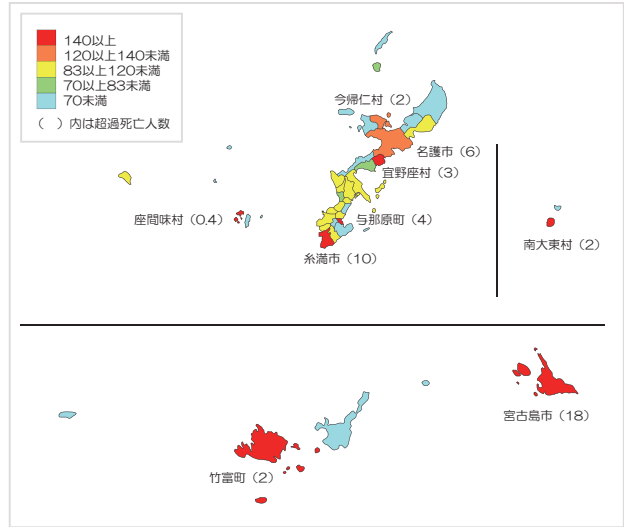 140以上
120以上140未満
83以上120未満
70以上83未満
70未満
（　）内は超過死亡人数
今帰仁村（2）
名護市（6）
宜野座村（3）
座間味村（0.4）
与那原町（4）
糸満市（10）
南大東村（2）
宮古島市（18）
竹富町（2）